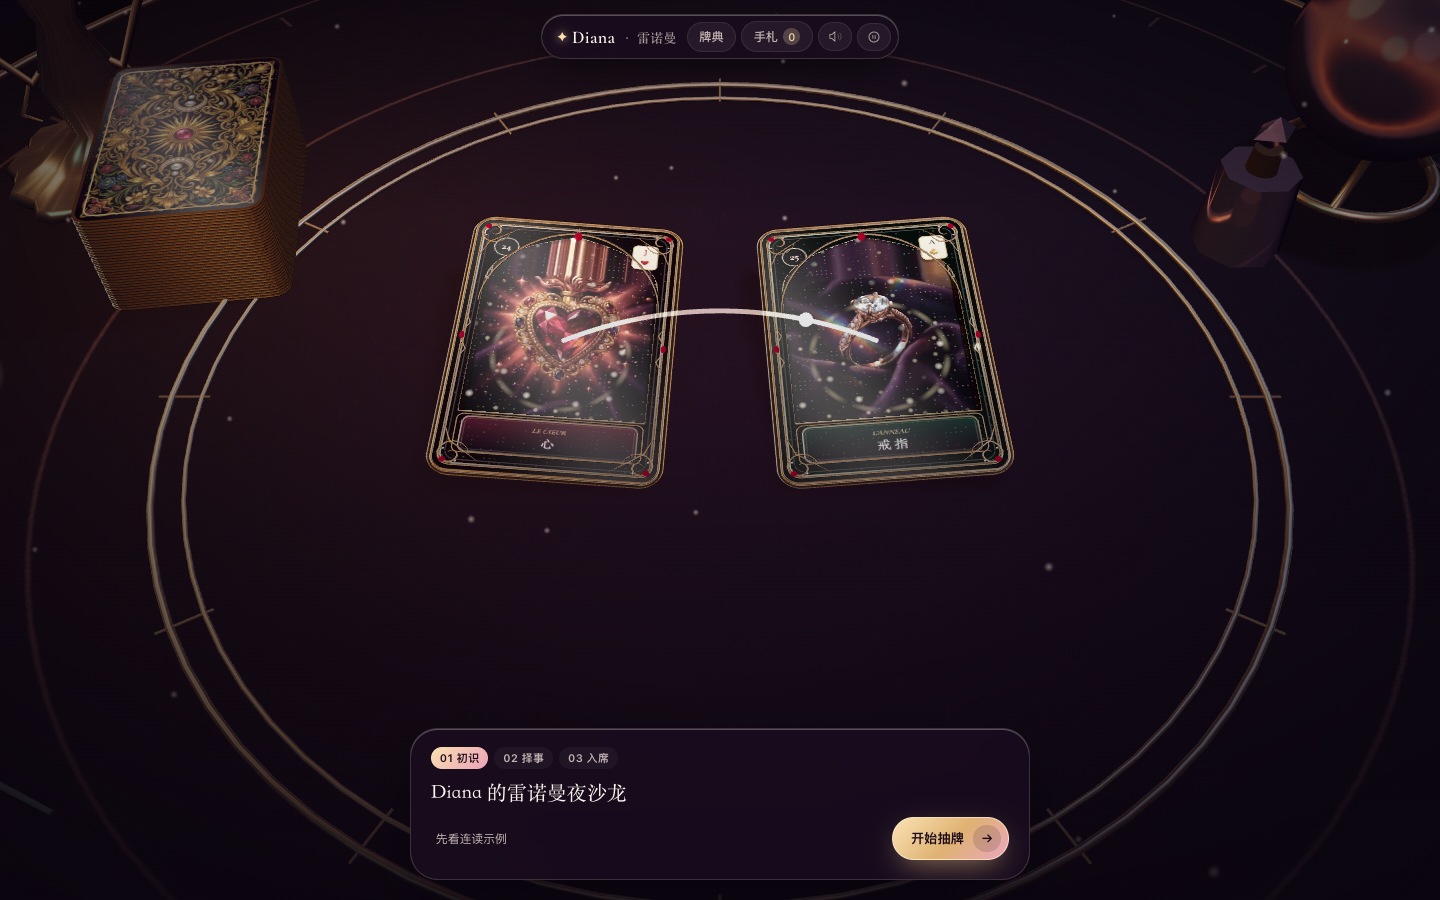 Diana · 雷诺曼 牌典 手札 0
24 J
25 A
LE CŒUR
心
L'ANNEAU
戒指
01 初识 02 择事 03 入席
Diana 的雷诺曼夜沙龙
先看连读示例
开始抽牌